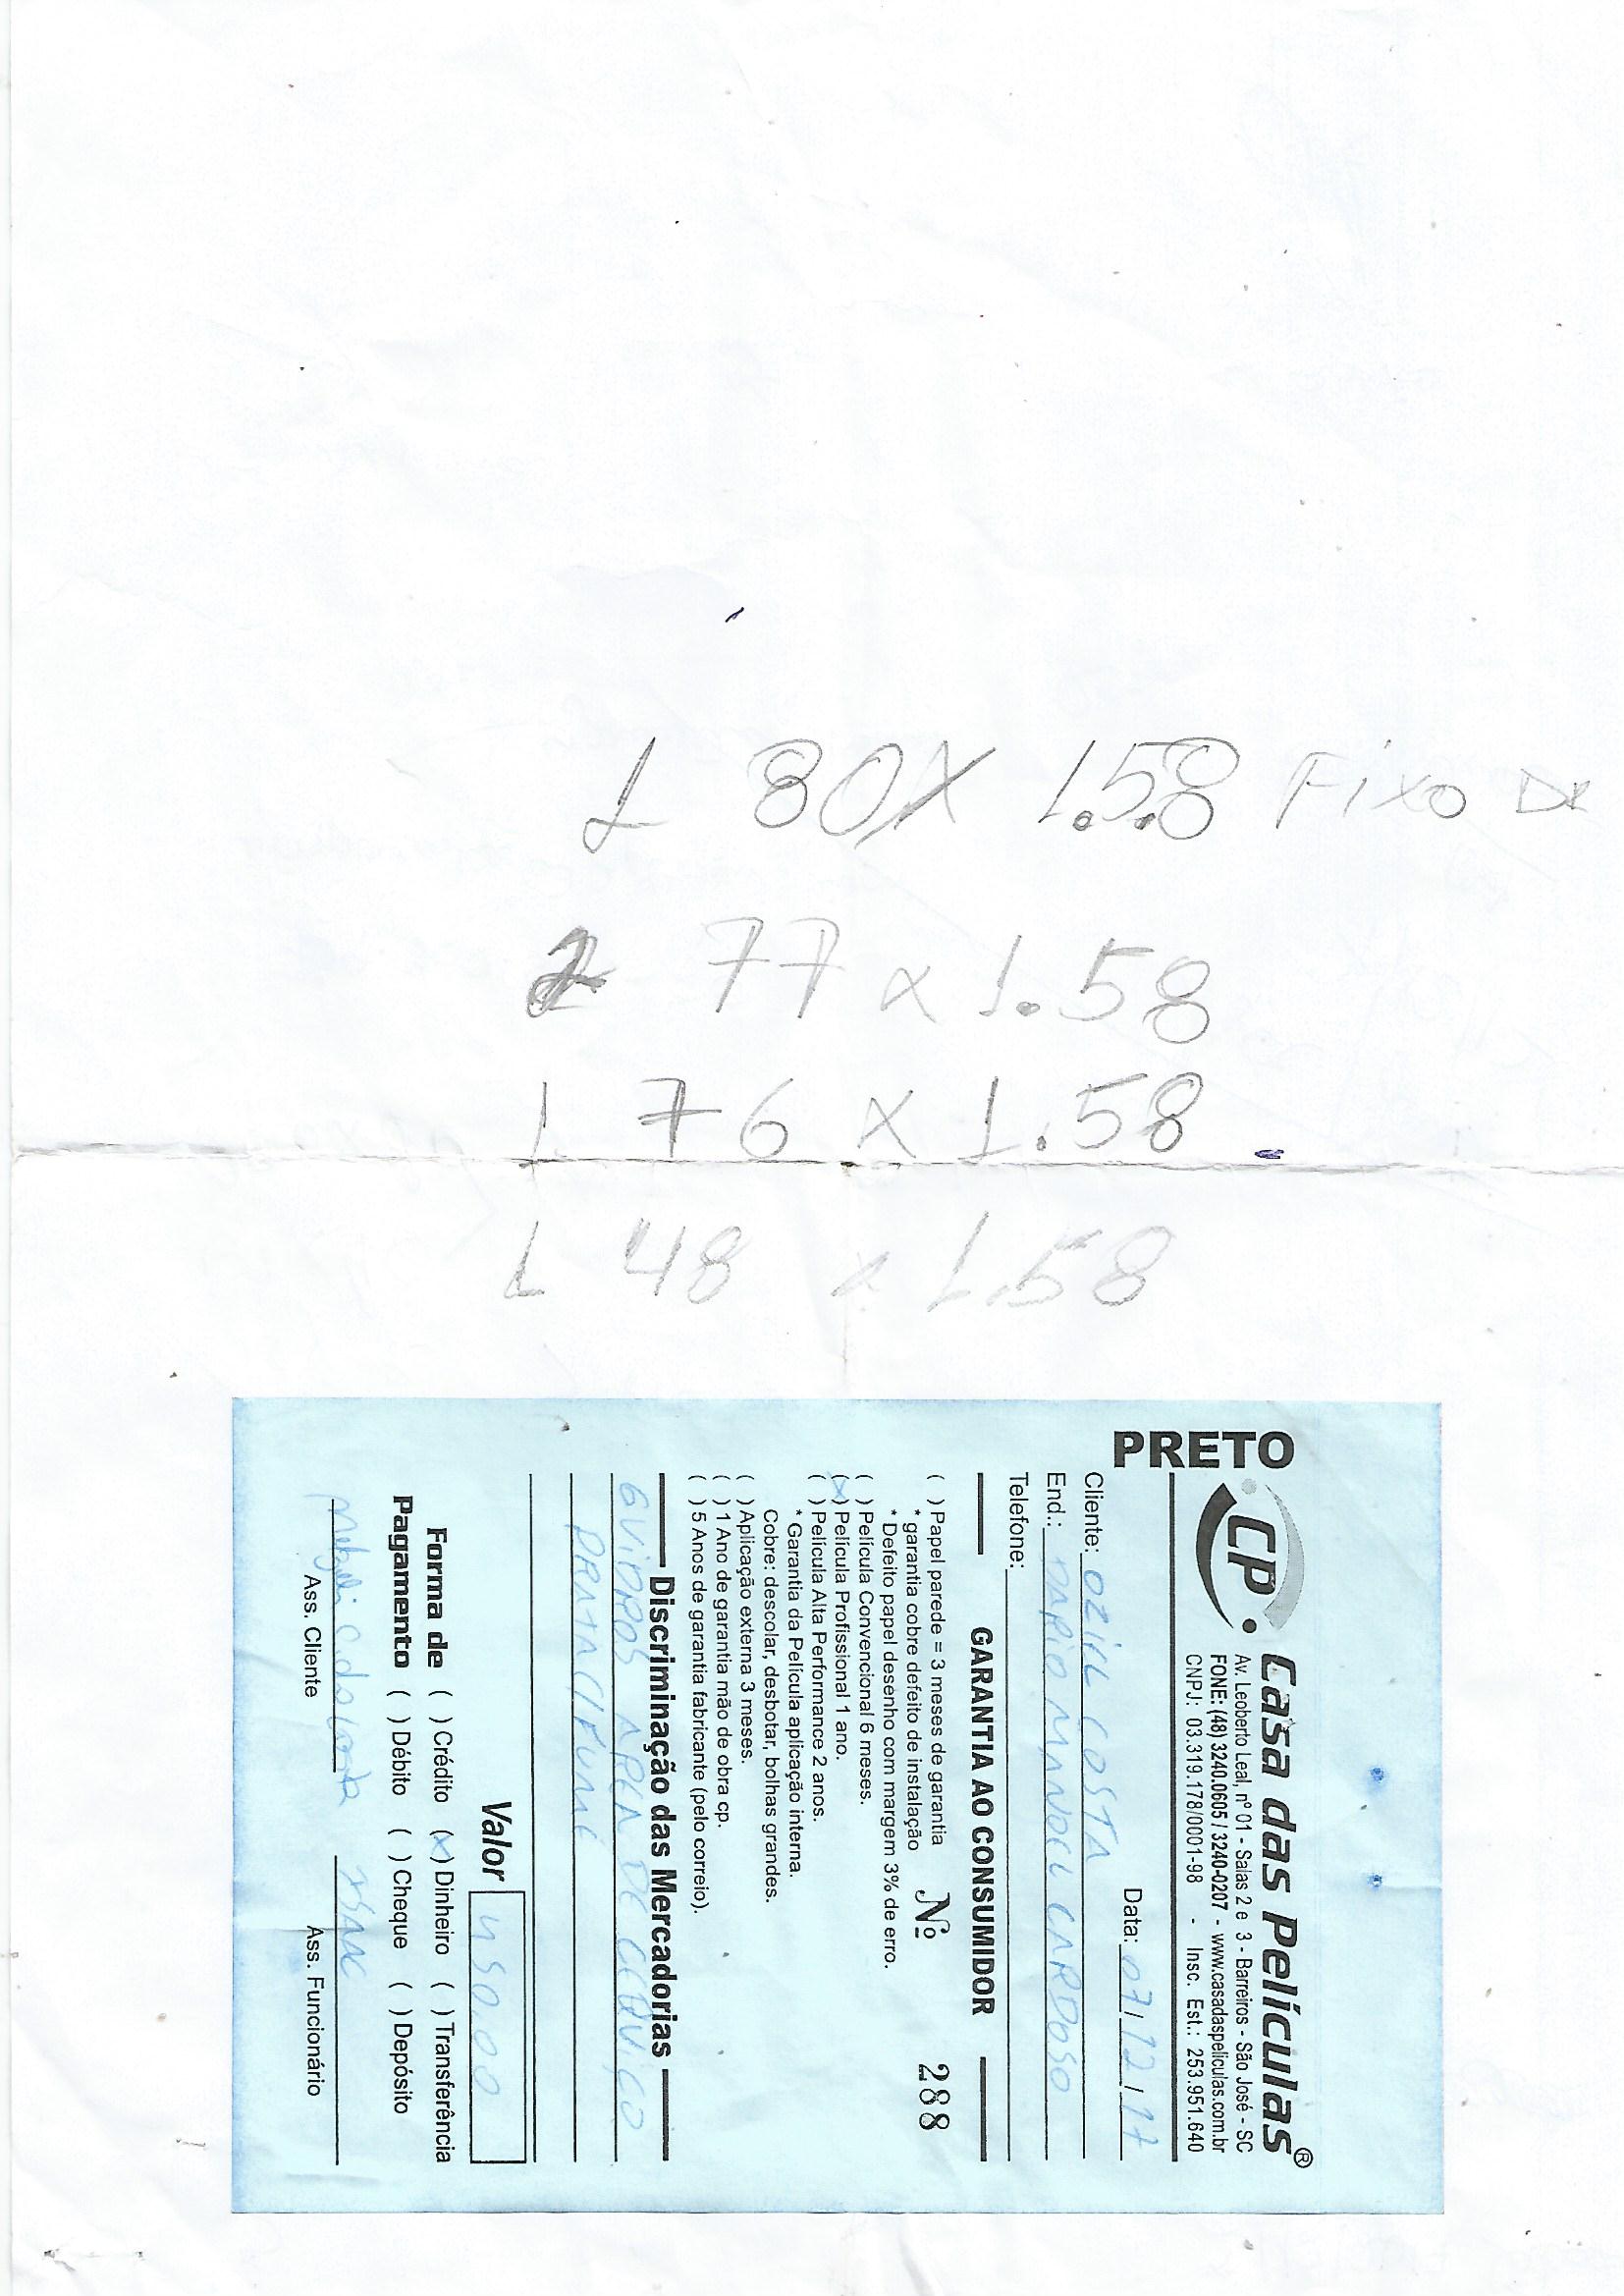 1 80X 1.58 Fixo DE
2 77 x 1.58
1 76 x 1.58
1 48 x 1.58
PRETO
CP
Casa das Películas®
Av. Leoberto Leal, nº 01 - Salas 2 e 3 - Barreiros - São José - SC
FONE: (48) 3240.0605 / 3240-0207 - www.casadaspeliculas.com.br
CNPJ: 03.319.178/0001-98 - Insc. Est.: 253.951.640
Data: 07/12/17
Cliente: OZIEL COSTA
End.: MARIO MANOEL CARDOSO
Telefone:
GARANTIA AO CONSUMIDOR
( ) Papel parede = 3 meses de garantia
* garantia cobre defeito de instalação
Nº 288
* Defeito papel desenho com margem 3% de erro.
( ) Película Convencional 6 meses.
(x) Película Profissional 1 ano.
( ) Película Alta Performance 2 anos.
* Garantia da Película aplicação interna.
Cobre: descolar, desbotar, bolhas grandes.
( ) Aplicação externa 3 meses.
( ) 1 Ano de garantia mão de obra cp.
( ) 5 Anos de garantia fabricante (pelo correio).
Discriminação das Mercadorias
6 VIDROS AREA DE
PRATA C/FUME
Valor 450,00
Forma de Pagamento
( ) Crédito (x) Dinheiro ( ) Transferência
( ) Débito ( ) Cheque ( ) Depósito
Ass. Cliente
Ass. Funcionário